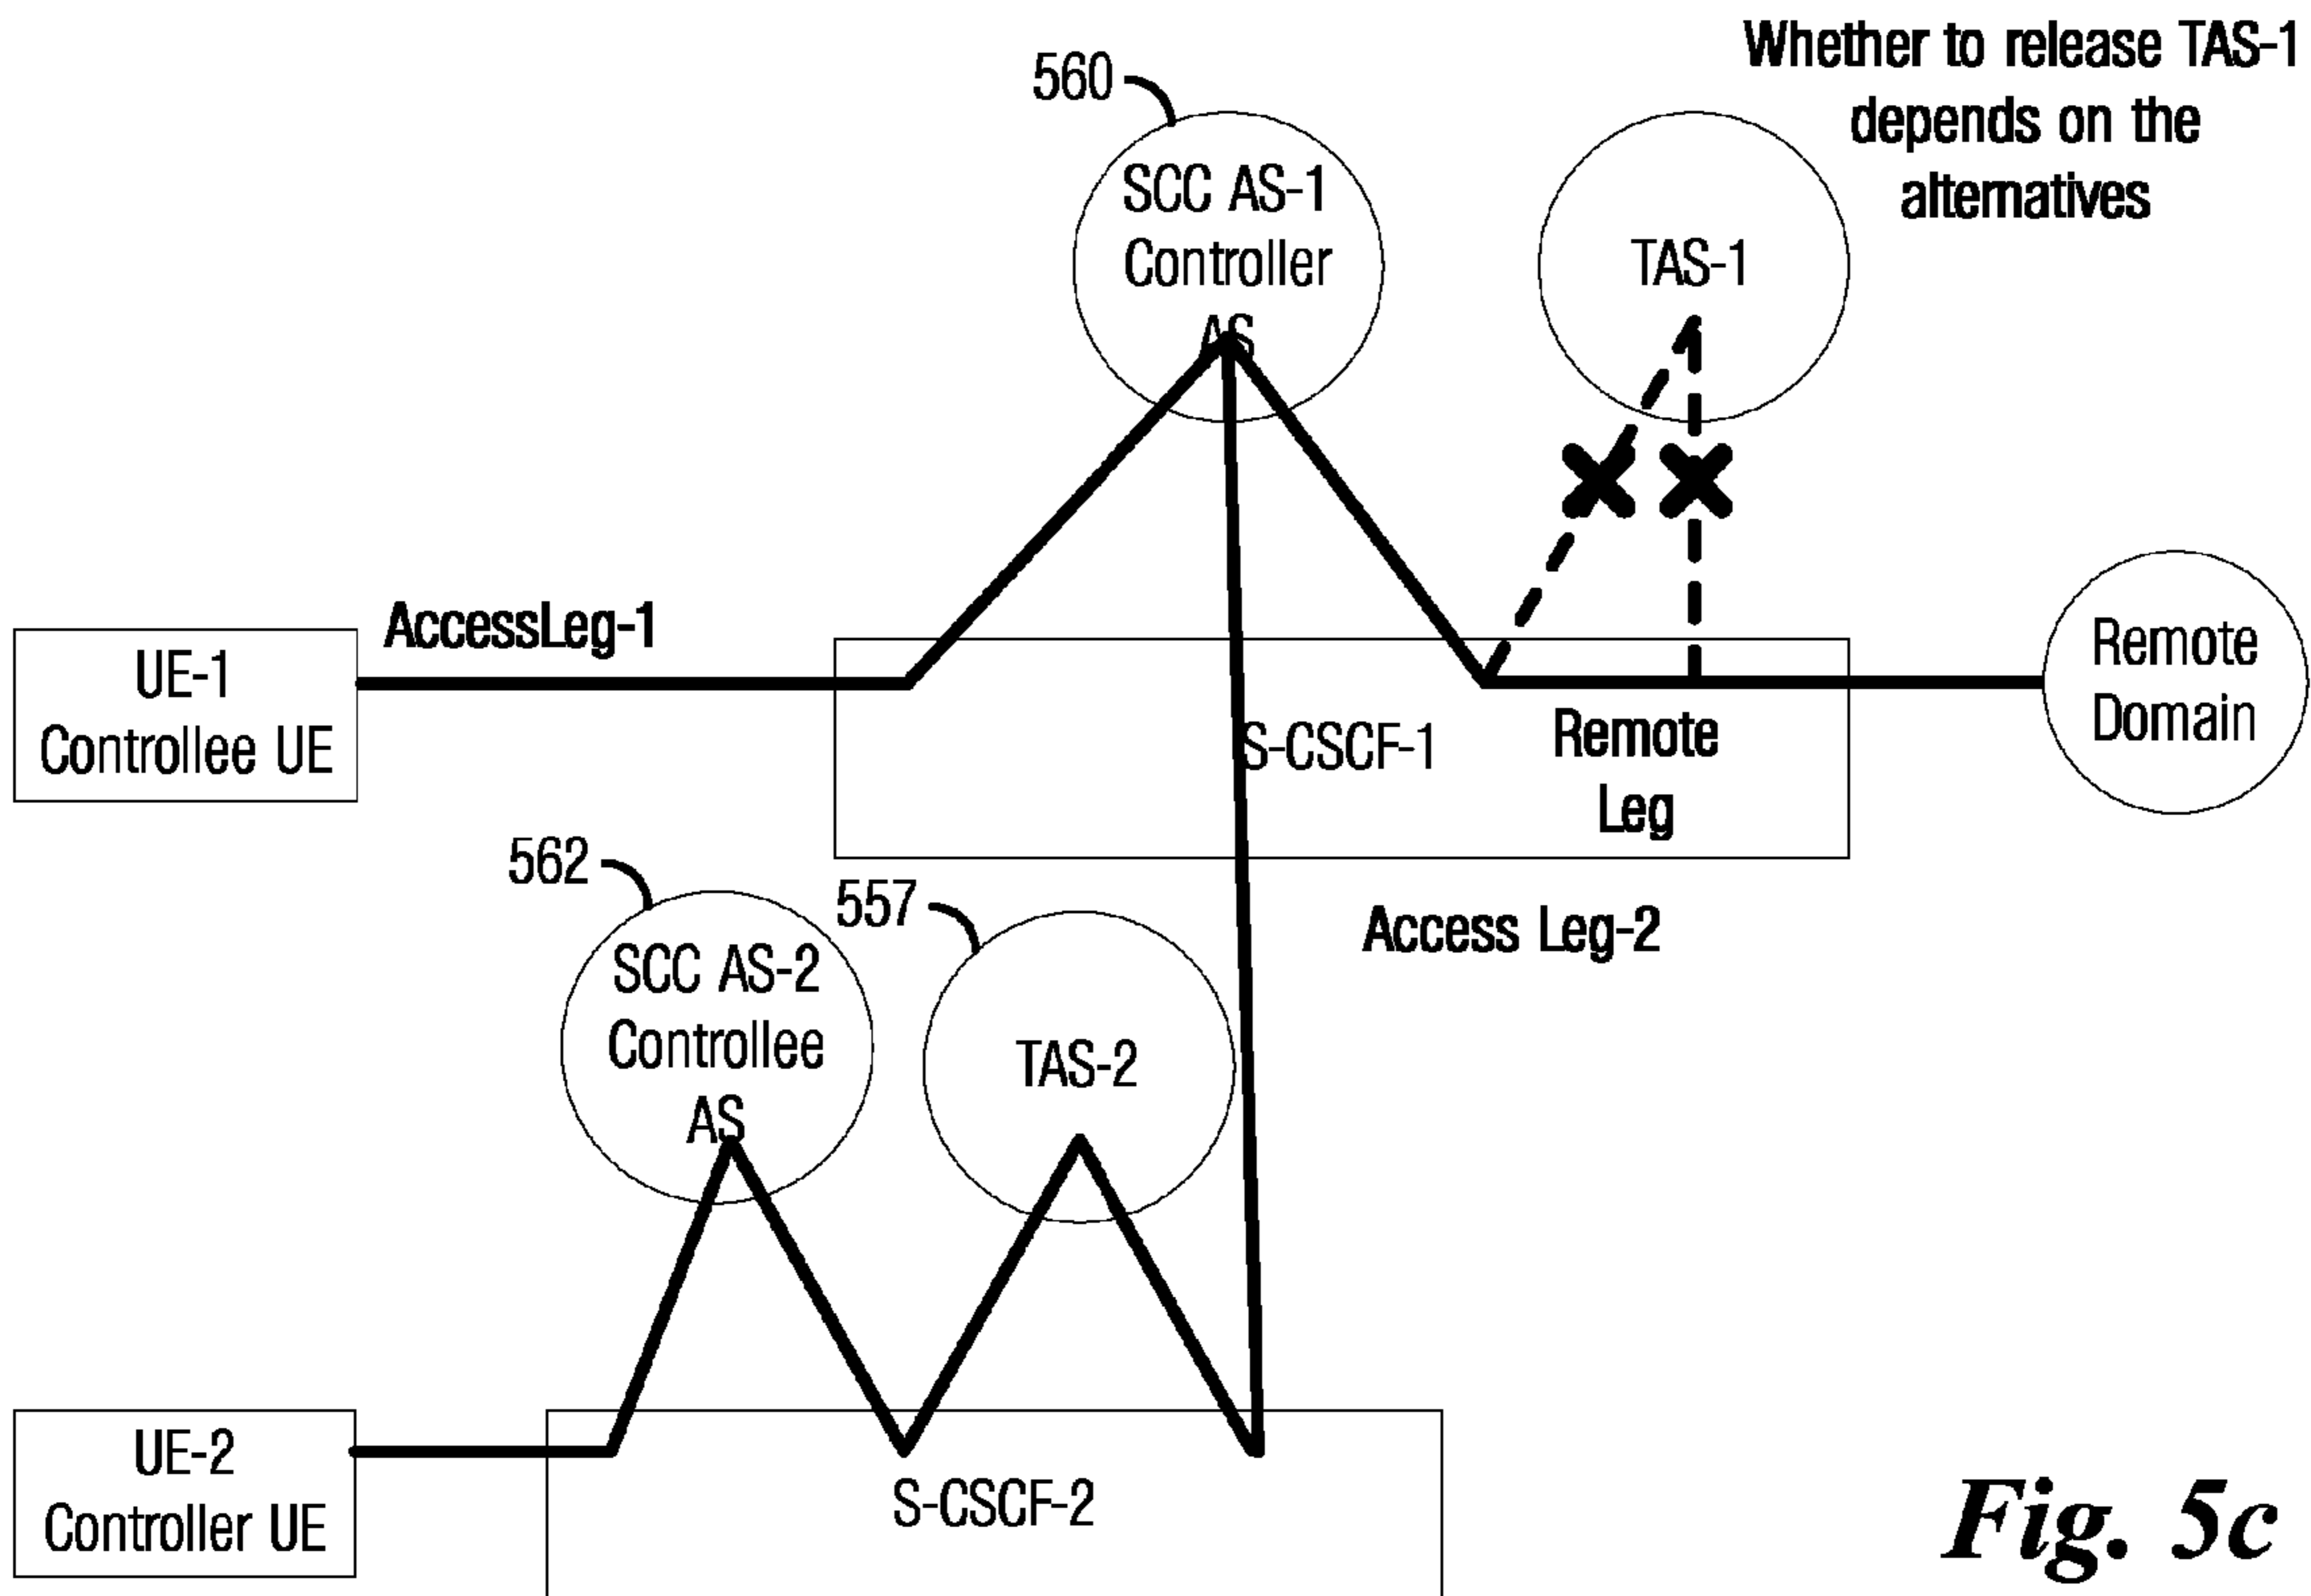 Whether to release TAS-1
depends on the
alternatives
560
SCC AS-1
Controller
AS
TAS-1
AccessLeg-1
UE-1
Controllee UE
S-CSCF-1
Remote
Leg
Remote
Domain
562
557
Access Leg-2
SCC AS-2
Controllee
AS
TAS-2
UE-2
Controller UE
S-CSCF-2
Fig. 5c